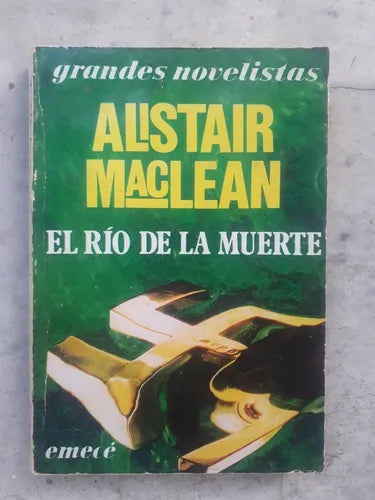 grandes novelistas
ALISTAIR
MACLEAN
EL RÍO DE LA MUERTE
emecé